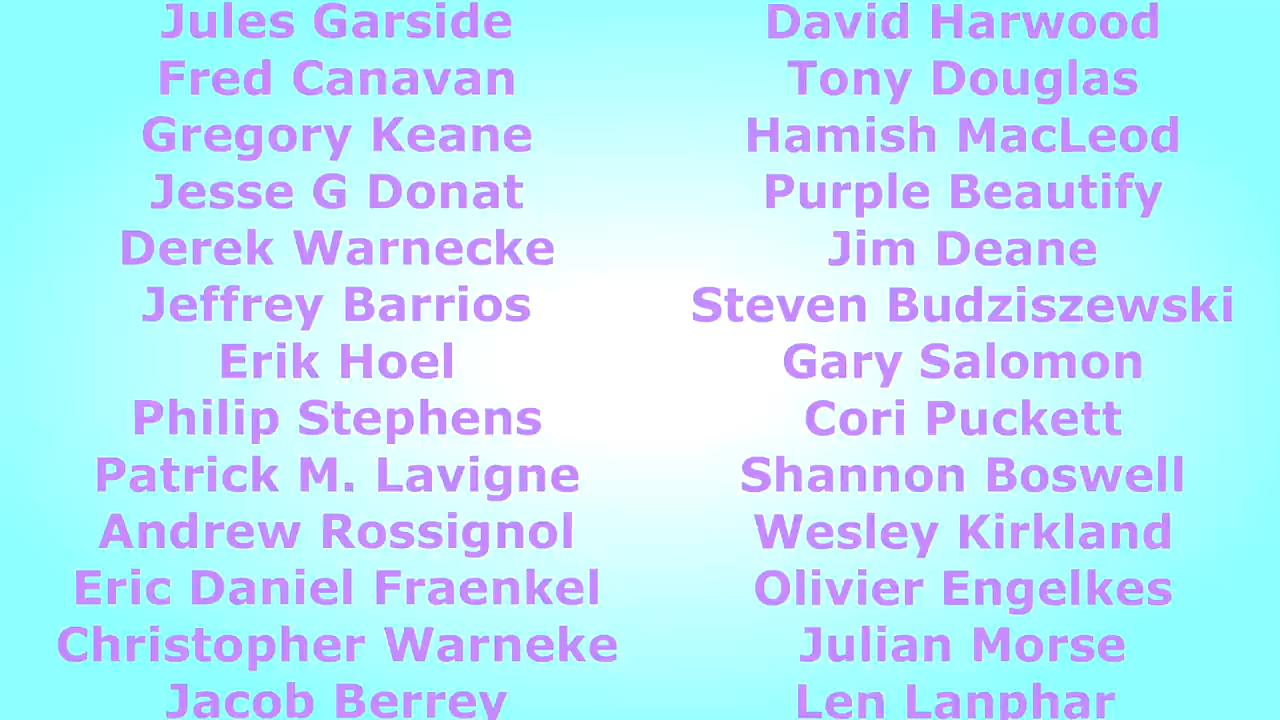 Jules Garside
Fred Canavan
Gregory Keane
Jesse G Donat
Derek Warnecke
Jeffrey Barrios
Erik Hoel
Philip Stephens
Patrick M. Lavigne
Andrew Rossignol
Eric Daniel Fraenkel
Christopher Warneke
Jacob Berrey
David Harwood
Tony Douglas
Hamish MacLeod
Purple Beautify
Jim Deane
Steven Budziszewski
Gary Salomon
Cori Puckett
Shannon Boswell
Wesley Kirkland
Olivier Engelkes
Julian Morse
Len Lanphar